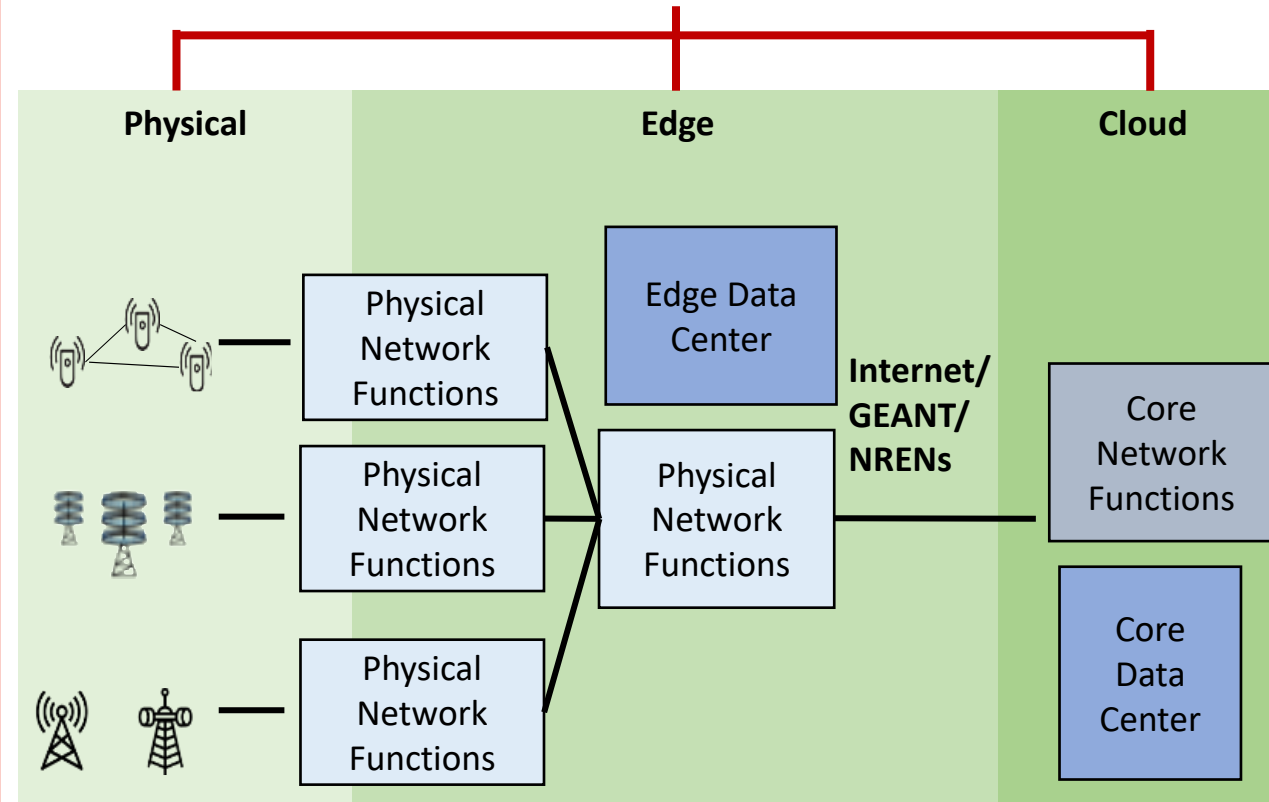 Physical
Edge
Cloud
Physical
Network
Functions
Edge Data
Center
Internet/
GEANT/
NRENs
Core
Network
Functions
Physical
Network
Functions
Physical
Network
Functions
Physical
Network
Functions
Core
Data
Center